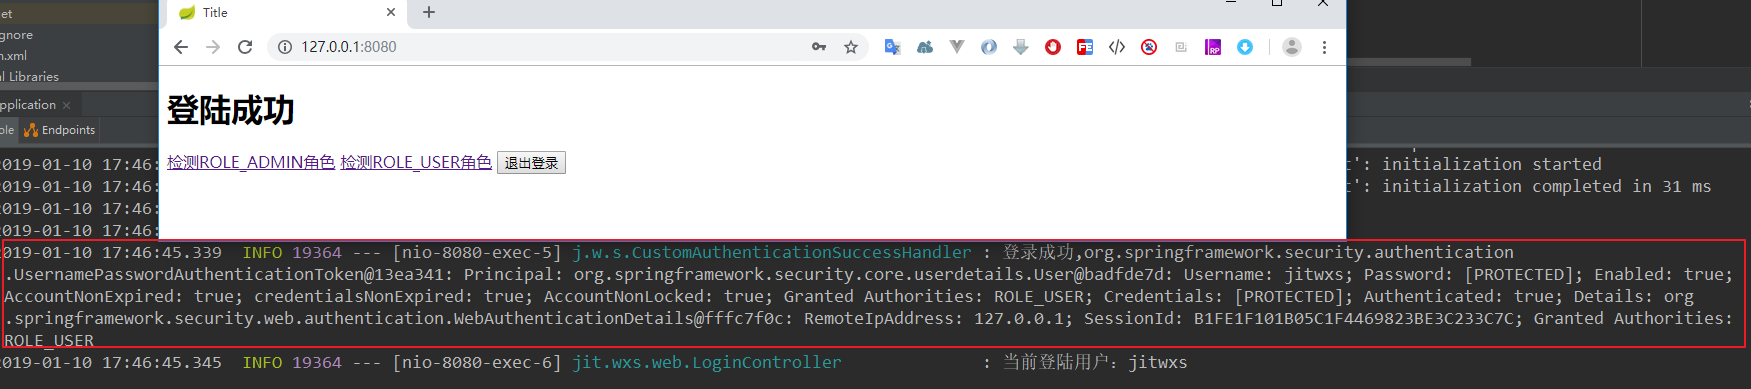 et
Title
gnore
127.0.0.1:8080
n.xml
l Libraries
登陆成功
pplication
ole
Endpoints
检测ROLE_ADMIN角色 检测ROLE_USER角色 退出登录
2019-01-10 17:46: t': initialization started
2019-01-10 17:46: t': initialization completed in 31 ms
2019-01-10 17:46:
2019-01-10 17:46:
2019-01-10 17:46:45.339 INFO 19364 --- [nio-8080-exec-5] j.w.s.CustomAuthenticationSuccessHandler : 登录成功,org.springframework.security.authentication
.UsernamePasswordAuthenticationToken@13ea341: Principal: org.springframework.security.core.userdetails.User@badfde7d: Username: jitwxs; Password: [PROTECTED]; Enabled: true;
AccountNonExpired: true; credentialsNonExpired: true; AccountNonLocked: true; Granted Authorities: ROLE_USER; Credentials: [PROTECTED]; Authenticated: true; Details: org
.springframework.security.web.authentication.WebAuthenticationDetails@fffc7f0c: RemoteIpAddress: 127.0.0.1; SessionId: B1FE1F101B05C1F4469823BE3C233C7C; Granted Authorities:
ROLE_USER
2019-01-10 17:46:45.345 INFO 19364 --- [nio-8080-exec-6] jit.wxs.web.LoginController : 当前登陆用户：jitwxs